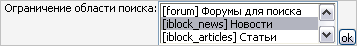 Ограничение области поиска:
[forum] Форумы для поиска
[iblock_news] Новости
[iblock_articles] Статьи
ok